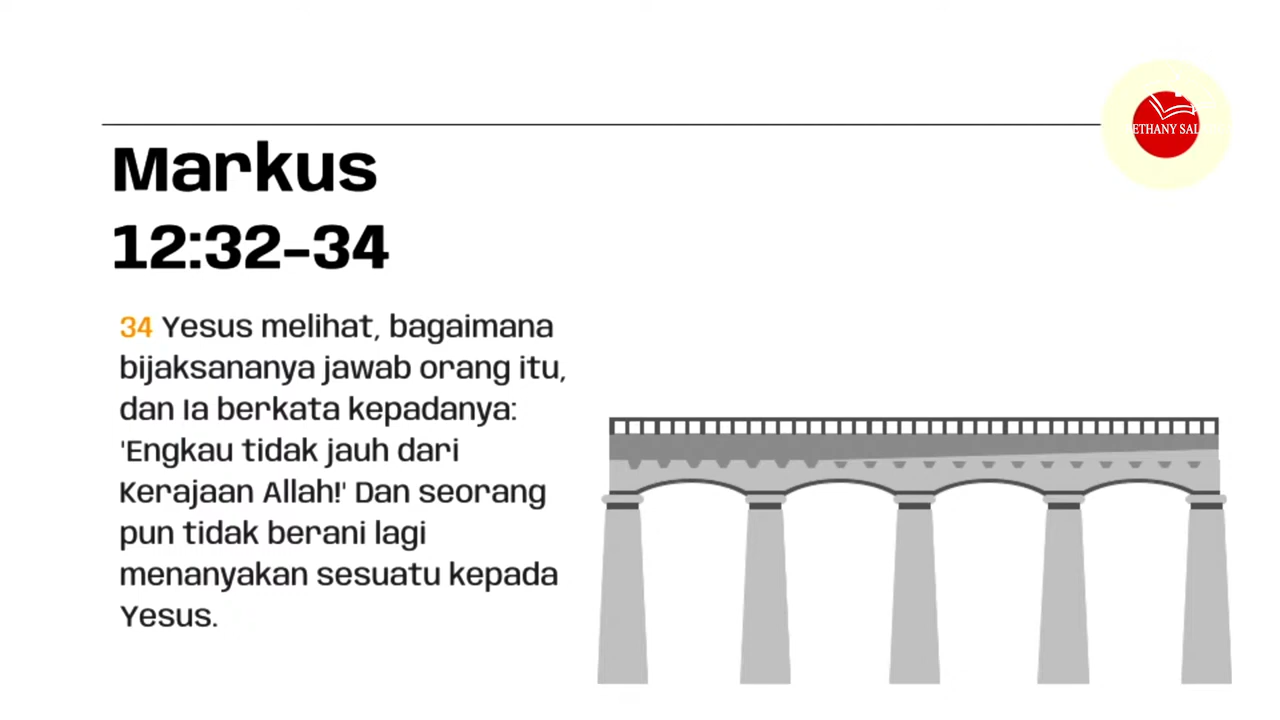 Markus
12:32-34
34 Yesus melihat, bagaimana
bijaksananya jawab orang itu,
dan Ia berkata kepadanya:
'Engkau tidak jauh dari
Kerajaan Allah!' Dan seorang
pun tidak berani lagi
menanyakan sesuatu kepada
Yesus.